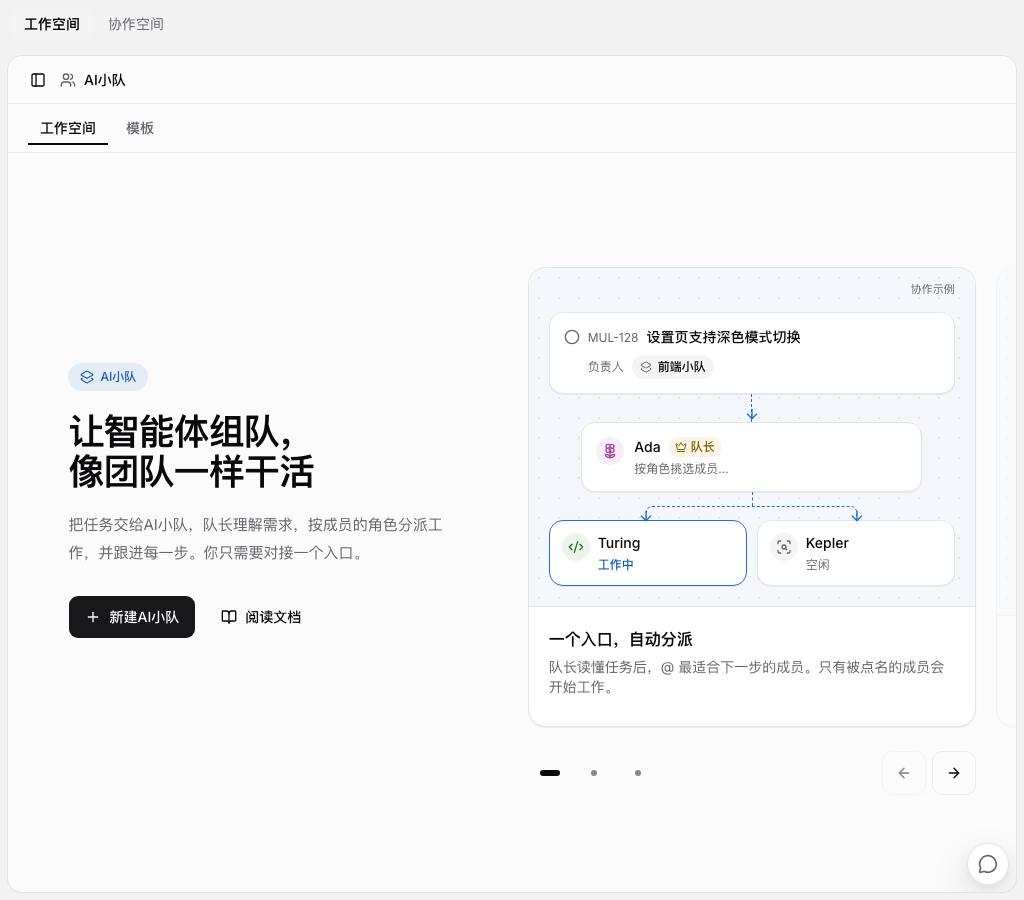 工作空间
协作空间
AI小队
工作空间
模板
AI小队
让智能体组队，
像团队一样干活
把任务交给AI小队，队长理解需求，按成员的角色分派工
作，并跟进每一步。你只需要对接一个入口。
新建AI小队
阅读文档
协作示例
MUL-128 设置页支持深色模式切换
负责人 前端小队
Ada 队长
按角色挑选成员...
Turing
工作中
Kepler
空闲
一个入口，自动分派
队长读懂任务后，@ 最适合下一步的成员。只有被点名的成员会
开始工作。